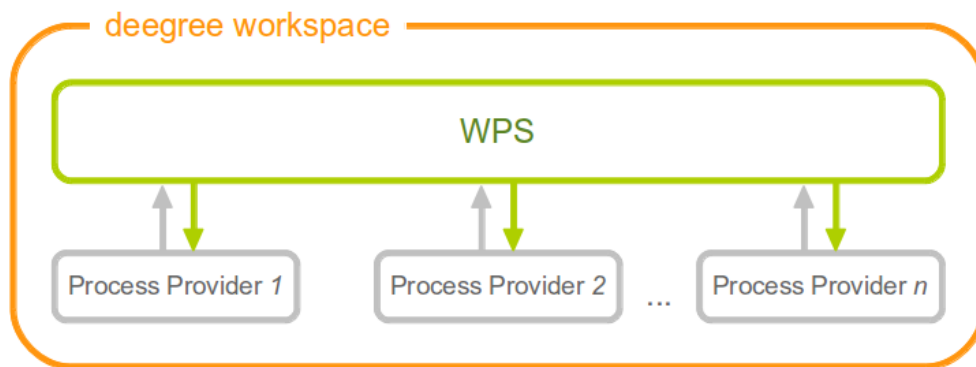 deegree workspace
WPS
Process Provider 1
Process Provider 2
...
Process Provider n